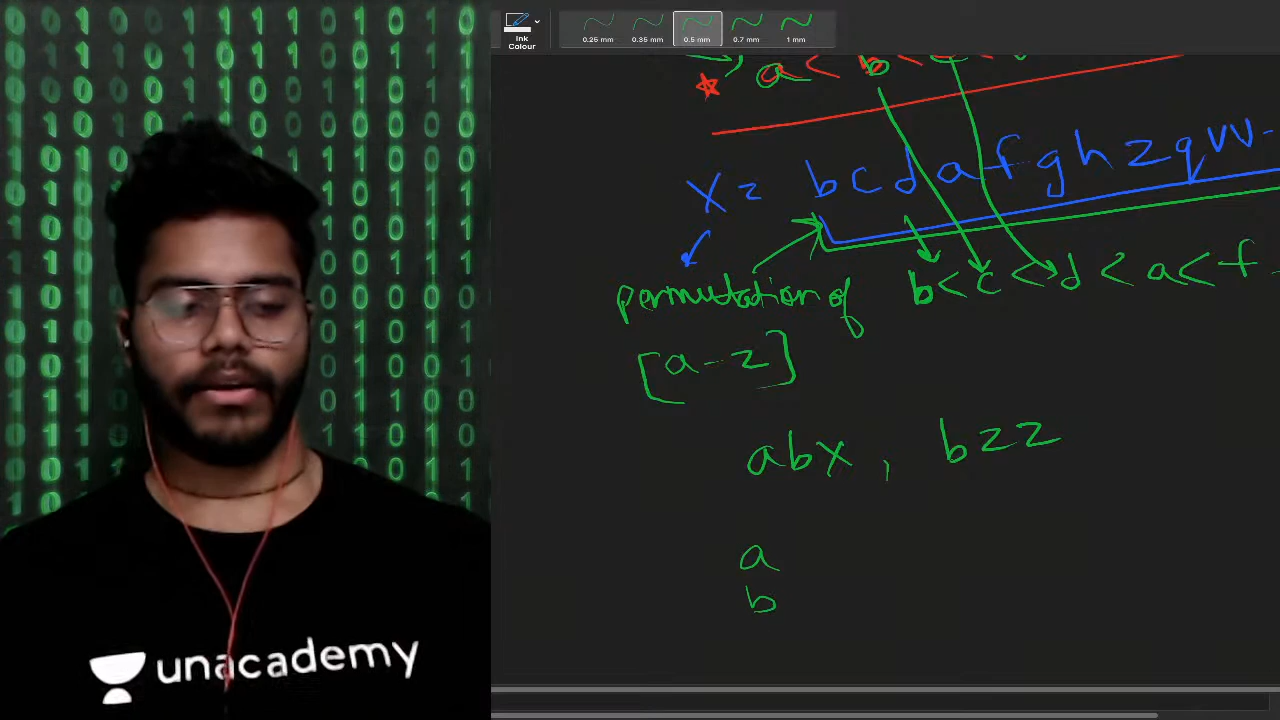 Ink
Colour
0.25 mm 0.35 mm 0.5 mm 0.7 mm 1 mm
a < b <
x = b c d a f g h z q w
permutation of
b < c < d < a < f
[a-z]
abx , bzz
a
b
unacademy